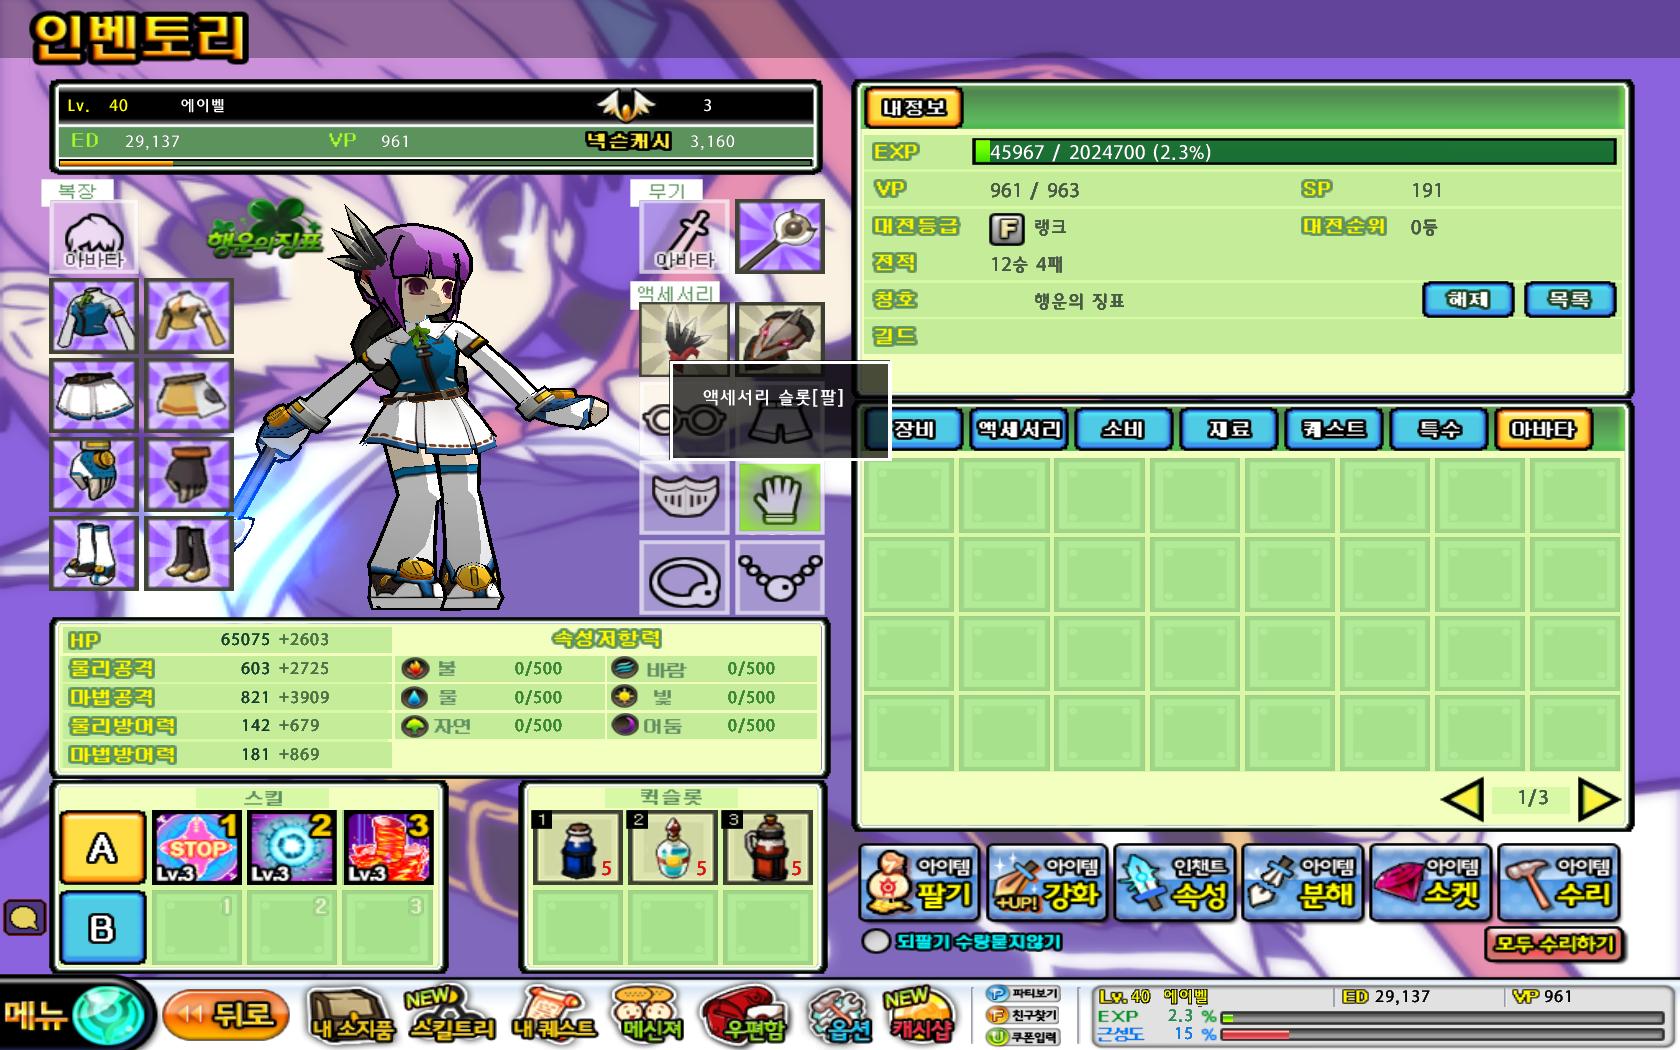 인벤토리
Lv. 40 에이벨 3
ED 29,137 VP 961 넥슨캐시 3,160
복장
아바타
행운의징표
무기
아바타
액세서리
액세서리 슬롯[팔]
내정보
EXP 45967 / 2024700 (2.3%)
VP 961 / 963 SP 191
대전등급 F 랭크 대전순위 0등
전적 12승 4패
칭호 행운의 징표 해제 목록
길드
장비 액세서리 소비 재료 퀘스트 특수 아바타
1/3
HP 65075 +2603 속성저항력
물리공격 603 +2725 불 0/500 바람 0/500
마법공격 821 +3909 물 0/500 빛 0/500
물리방어력 142 +679 자연 0/500 어둠 0/500
마법방어력 181 +869
스킬
A STOP 1 Lv.3 2 Lv.3 3 Lv.3
B 1 2 3
퀵슬롯
1 5 2 5 3 5
아이템 팔기
아이템 강화 +UP!
인챈트 속성
아이템 분해
아이템 소켓
아이템 수리
되팔기 수량묻지않기
모두 수리하기
메뉴
뒤로
내 소지품
NEW 스킬트리
내 퀘스트
메신저
우편함
옵션
NEW 캐시샵
P 파티보기
F 친구찾기
U 쿠폰입력
Lv. 40 에이벨 ED 29,137 VP 961
EXP 2.3 %
근성도 15 %